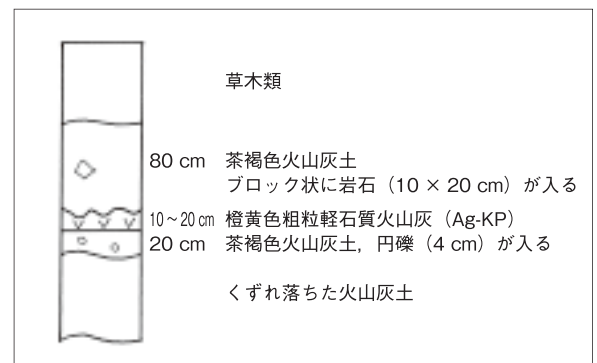 草木類
80 cm 茶褐色火山灰土
ブロック状に岩石（10 × 20 cm）が入る
10～20 cm 橙黄色粗粒軽石質火山灰（Ag-KP）
20 cm 茶褐色火山灰土，円礫（4 cm）が入る
くずれ落ちた火山灰土